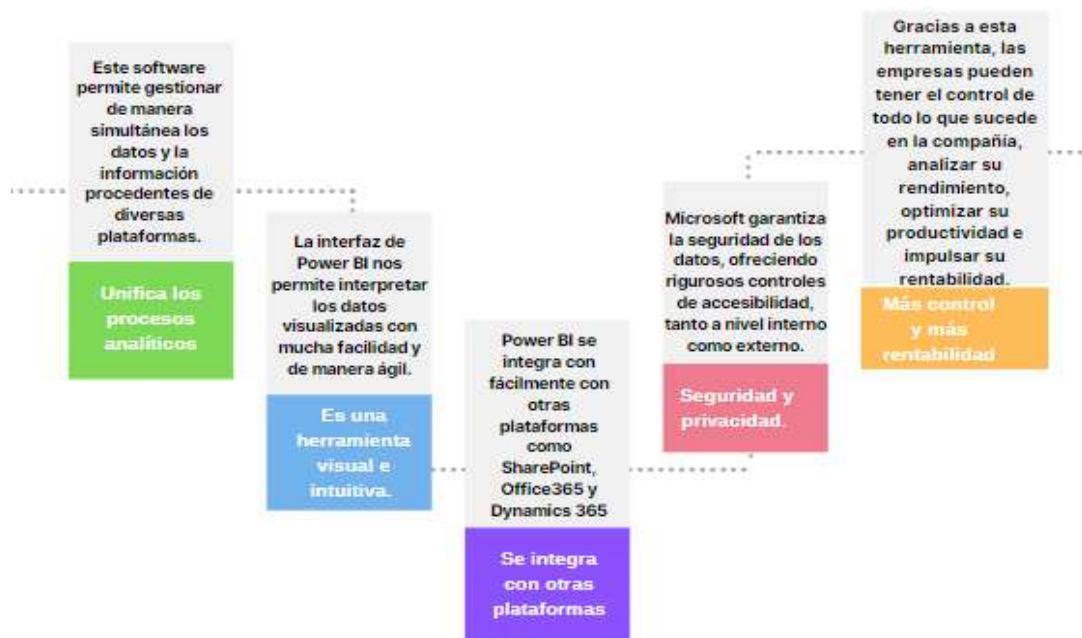 Este software
permite gestionar
de manera
simultánea los
datos y la
información
procedentes de
diversas
plataformas.
Unifica los
procesos
analíticos
La interfaz de
Power BI nos
permite interpretar
los datos
visualizadas con
mucha facilidad y
de manera ágil.
Es una
herramienta
visual e
intuitiva.
Power BI se
integra con
fácilmente con
otras
plataformas
como
SharePoint,
Office365 y
Dynamics 365
Se integra
con otras
plataformas
Microsoft garantiza
la seguridad de los
datos, ofreciendo
rigurosos controles
de accesibilidad,
tanto a nivel interno
como externo.
Seguridad y
privacidad.
Gracias a esta
herramienta, las
empresas pueden
tener el control de
todo lo que sucede
en la compañía,
analizar su
rendimiento,
optimizar su
productividad e
impulsar su
rentabilidad.
Más control
y más
rentabilidad